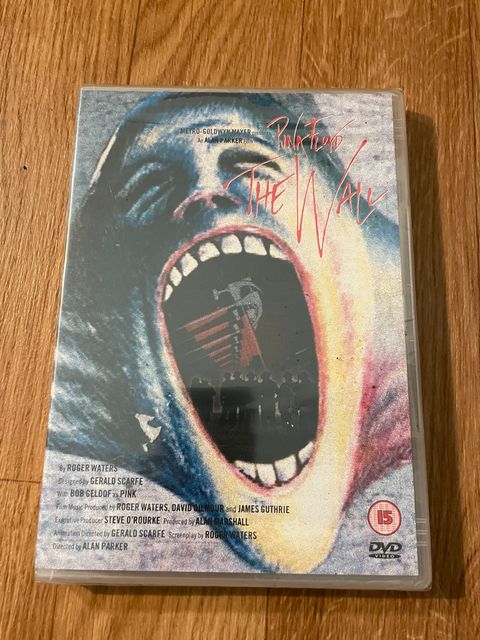 METRO-GOLDWYN-MAYER presents
An ALAN PARKER Film
PINK FLOYD
THE WALL
By ROGER WATERS
Designed by GERALD SCARFE
With BOB GELDOF as PINK
Film Music Produced by ROGER WATERS, DAVID GILMOUR and JAMES GUTHRIE
Executive Producer STEVE O'ROURKE Produced by ALAN MARSHALL
Animation Directed by GERALD SCARFE Screenplay by ROGER WATERS
Directed by ALAN PARKER
15
DVD
VIDEO